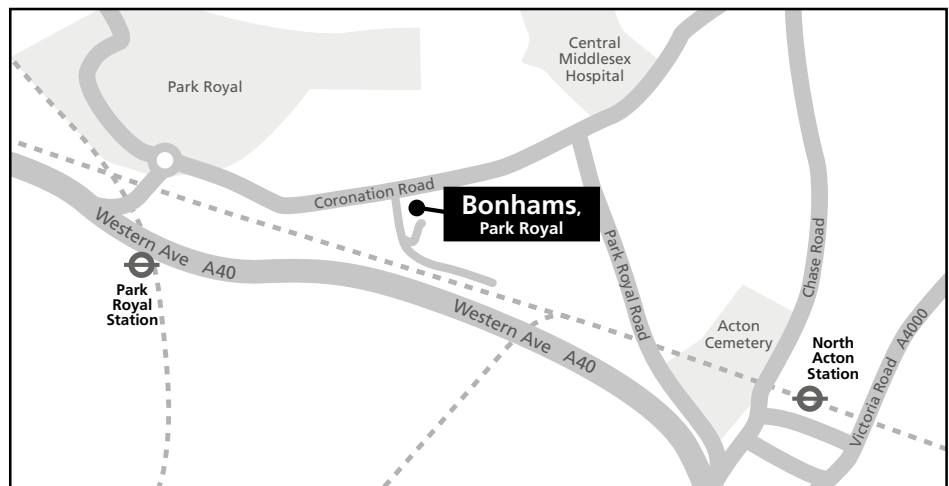 Park Royal
Central
Middlesex
Hospital
Coronation Road
Bonhams,
Park Royal
Western Ave A40
Park
Royal
Station
Park Royal Road
Chase Road
Western Ave A40
Acton
Cemetery
North
Acton
Station
Victoria Road A4000